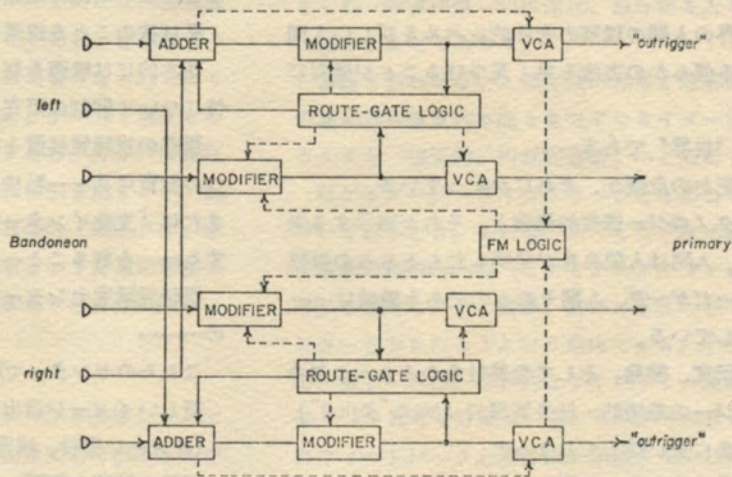 ADDER MODIFIER VCA "outrigger"
left ROUTE-GATE LOGIC
MODIFIER VCA
Bandoneon FM LOGIC primary
MODIFIER VCA
right ROUTE-GATE LOGIC
ADDER MODIFIER VCA "outrigger"